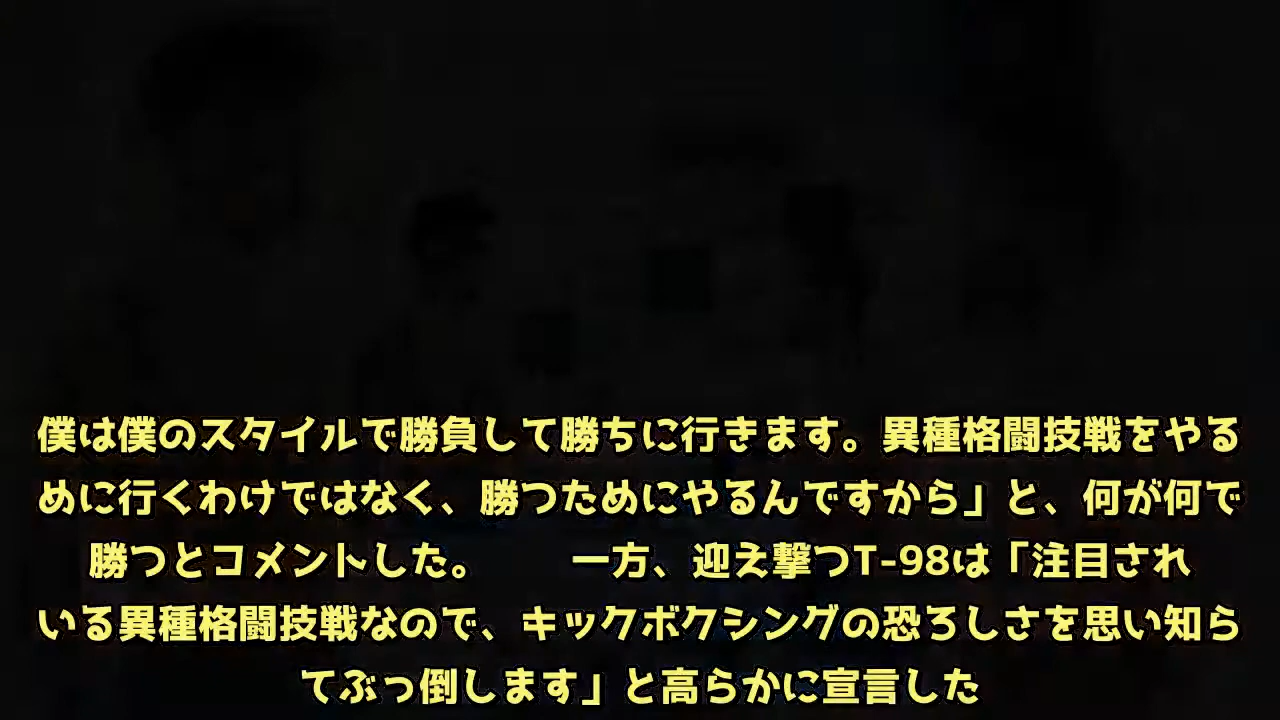 僕は僕のスタイルで勝負して勝ちに行きます。異種格闘技戦をやる
めに行くわけではなく、勝つためにやるんですから」と、何が何で
勝つとコメントした。　　一方、迎え撃つT-98は「注目され
いる異種格闘技戦なので、キックボクシングの恐ろしさを思い知ら
てぶっ倒します」と高らかに宣言した